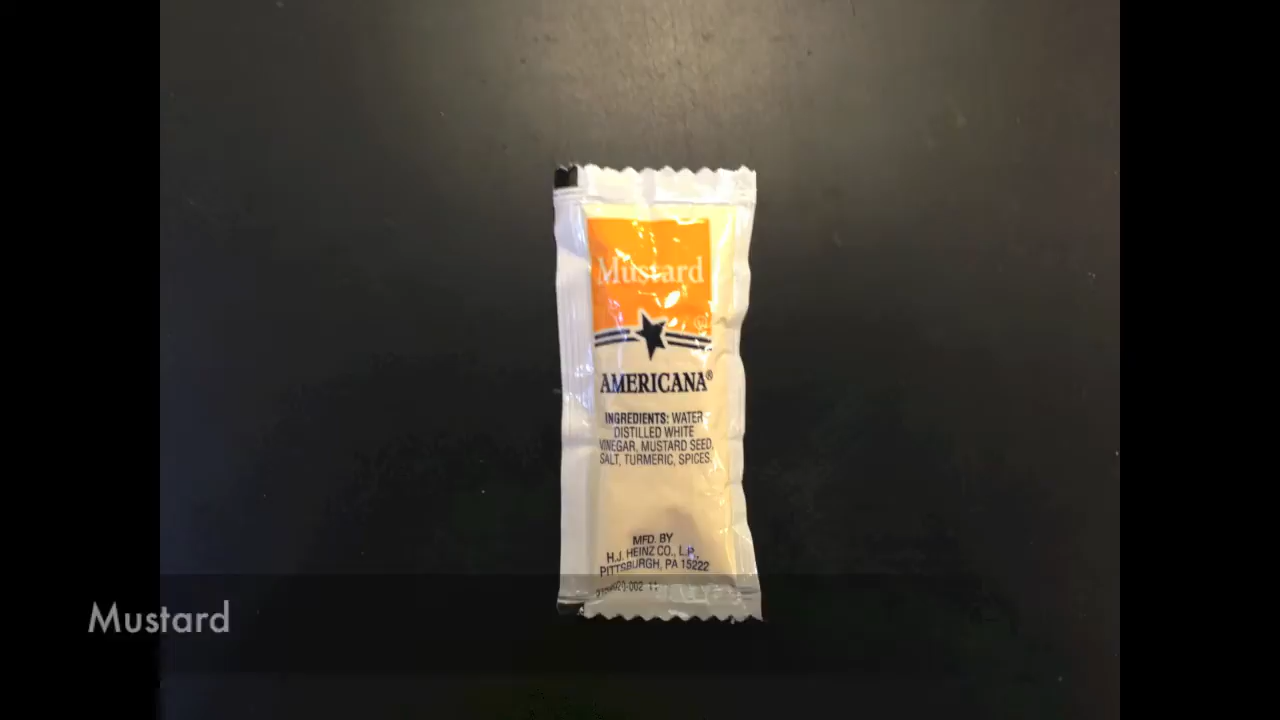 Mustard
AMERICANA®
INGREDIENTS: WATER,
DISTILLED WHITE
VINEGAR, MUSTARD SEED,
SALT, TURMERIC, SPICES.
MFD. BY
H.J. HEINZ CO., L.P.,
PITTSBURGH, PA 15222
Mustard